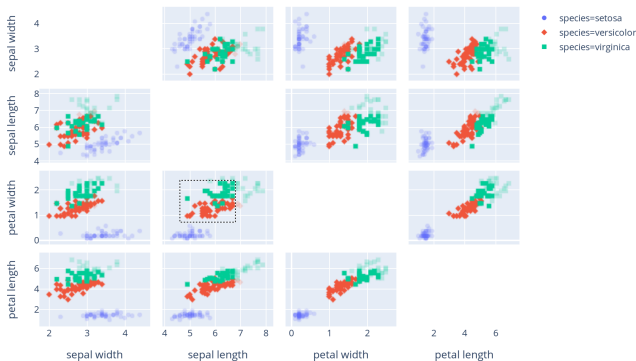 sepal width
4
3
2
species=setosa
species=versicolor
species=virginica
sepal length
8
7
6
5
4
petal width
2
1
0
petal length
6
4
2
2 3 4
4 5 6 7 8
0 1 2
2 4 6
sepal width sepal length petal width petal length